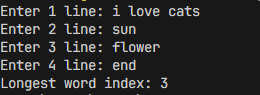 Enter 1 line: i love cats
Enter 2 line: sun
Enter 3 line: flower
Enter 4 line: end
Longest word index: 3